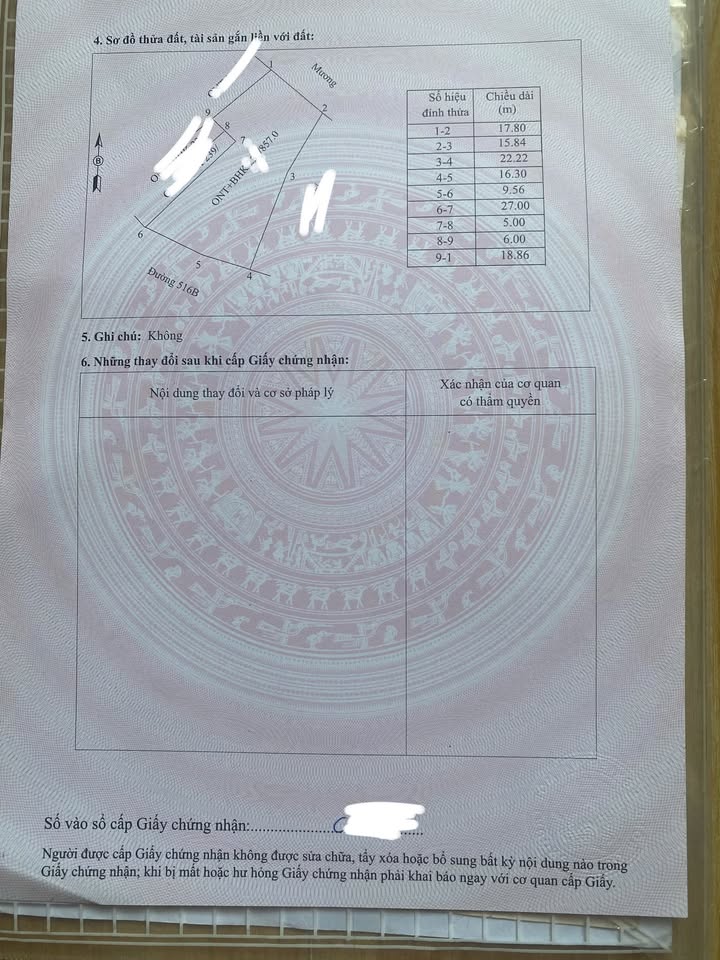 4. Sơ đồ thửa đất, tài sản gắn liền với đất:
1
Mương
2
9
8
7
3
ONT+BHK
857.0
239
B
6
5
4
Đường 516B
Số hiệu đỉnh thửa Chiều dài (m)
1-2 17.80
2-3 15.84
3-4 22.22
4-5 16.30
5-6 9.56
6-7 27.00
7-8 5.00
8-9 6.00
9-1 18.86
5. Ghi chú: Không
6. Những thay đổi sau khi cấp Giấy chứng nhận:
Nội dung thay đổi và cơ sở pháp lý
Xác nhận của cơ quan
có thẩm quyền
Số vào sổ cấp Giấy chứng nhận:
Người được cấp Giấy chứng nhận không được sửa chữa, tẩy xóa hoặc bổ sung bất kỳ nội dung nào trong
Giấy chứng nhận; khi bị mất hoặc hư hỏng Giấy chứng nhận phải khai báo ngay với cơ quan cấp Giấy.